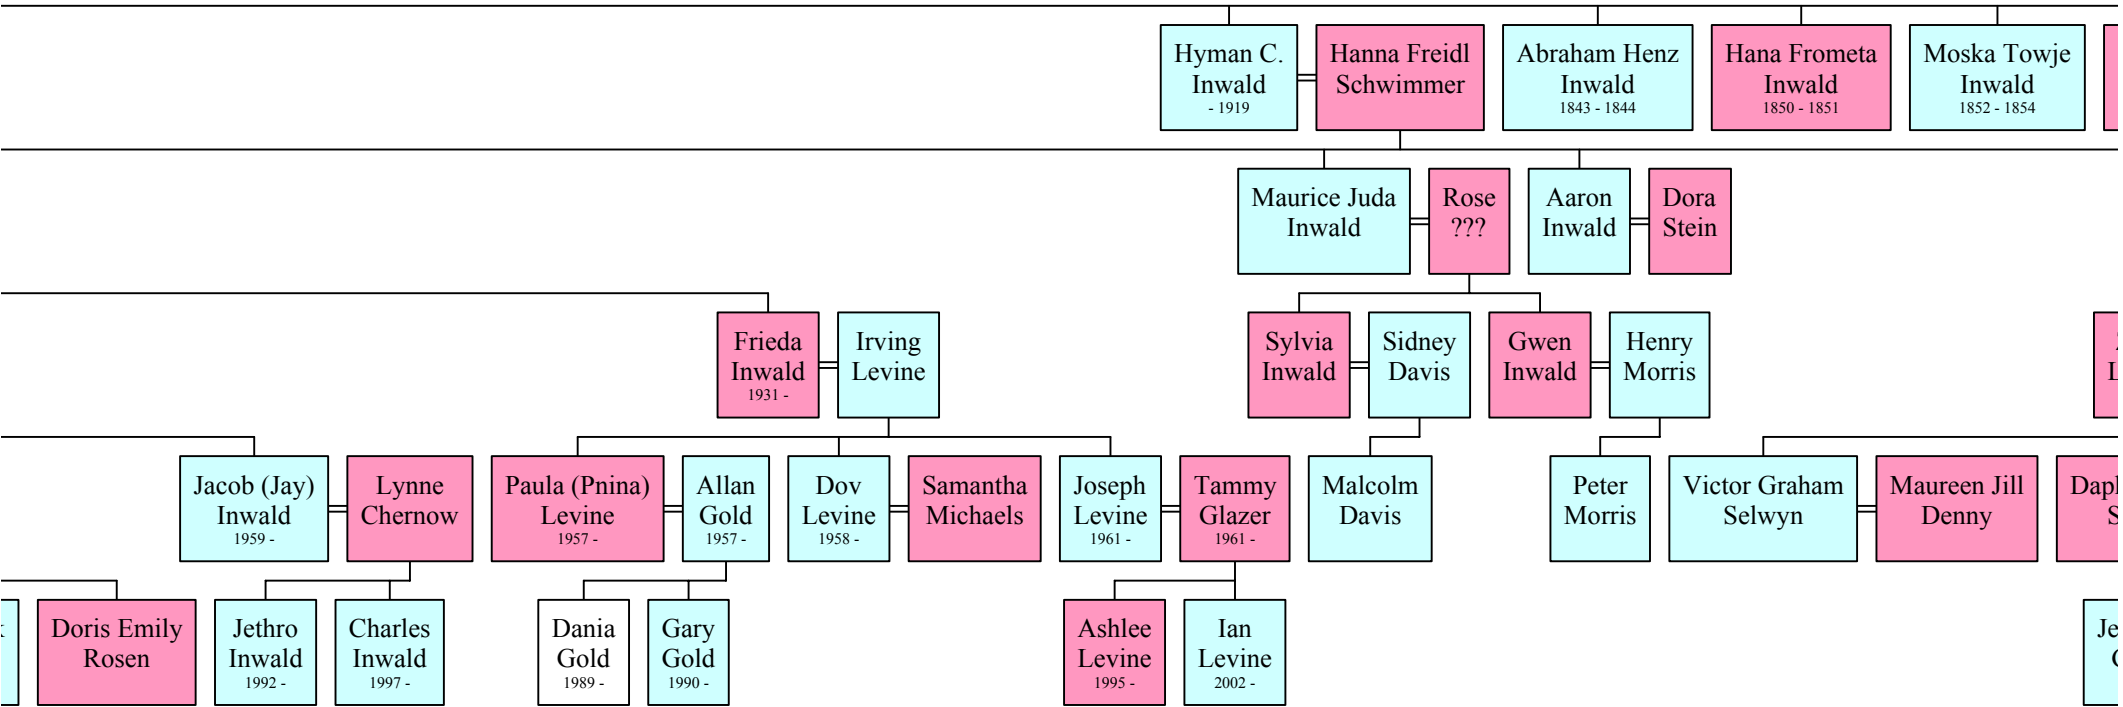 Hyman C.
Inwald
- 1919
Hanna Freidl
Schwimmer
Abraham Henz
Inwald
1843 - 1844
Hana Frometa
Inwald
1850 - 1851
Moska Towje
Inwald
1852 - 1854
Maurice Juda
Inwald
Rose
???
Aaron
Inwald
Dora
Stein
Frieda
Inwald
1931 -
Irving
Levine
Sylvia
Inwald
Sidney
Davis
Gwen
Inwald
Henry
Morris
Jacob (Jay)
Inwald
1959 -
Lynne
Chernow
Paula (Pnina)
Levine
1957 -
Allan
Gold
1957 -
Dov
Levine
1958 -
Samantha
Michaels
Joseph
Levine
1961 -
Tammy
Glazer
1961 -
Malcolm
Davis
Peter
Morris
Victor Graham
Selwyn
Maureen Jill
Denny
Doris Emily
Rosen
Jethro
Inwald
1992 -
Charles
Inwald
1997 -
Dania
Gold
1989 -
Gary
Gold
1990 -
Ashlee
Levine
1995 -
Ian
Levine
2002 -